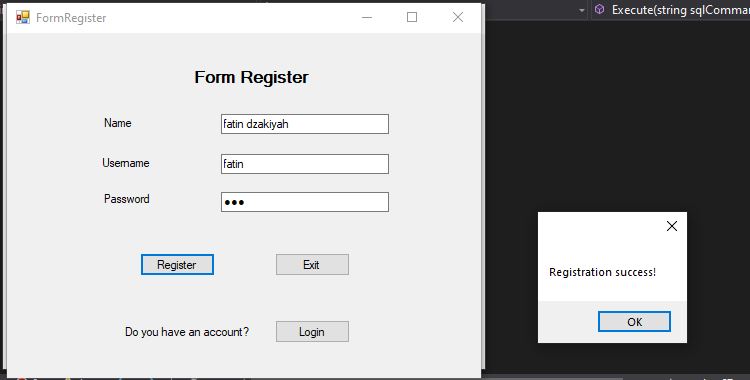 FormRegister
Execute(string sqlComma
Form Register
Name
fatin dzakiyah
Username
fatin
Password
●●●
Register
Exit
Registration success!
OK
Do you have an account?
Login